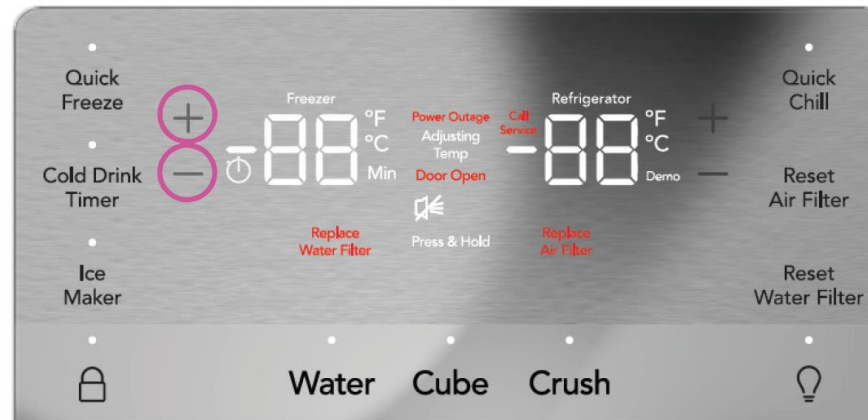 Quick
Freeze
Cold Drink
Timer
Ice
Maker
+
−
Freezer
-88
°F
°C
Min
Replace
Water Filter
Power Outage
Adjusting
Temp
Door Open
Press & Hold
Call
Service
Refrigerator
-88
°F
°C
Demo
Replace
Air Filter
+
−
Quick
Chill
Reset
Air Filter
Reset
Water Filter
Water Cube Crush